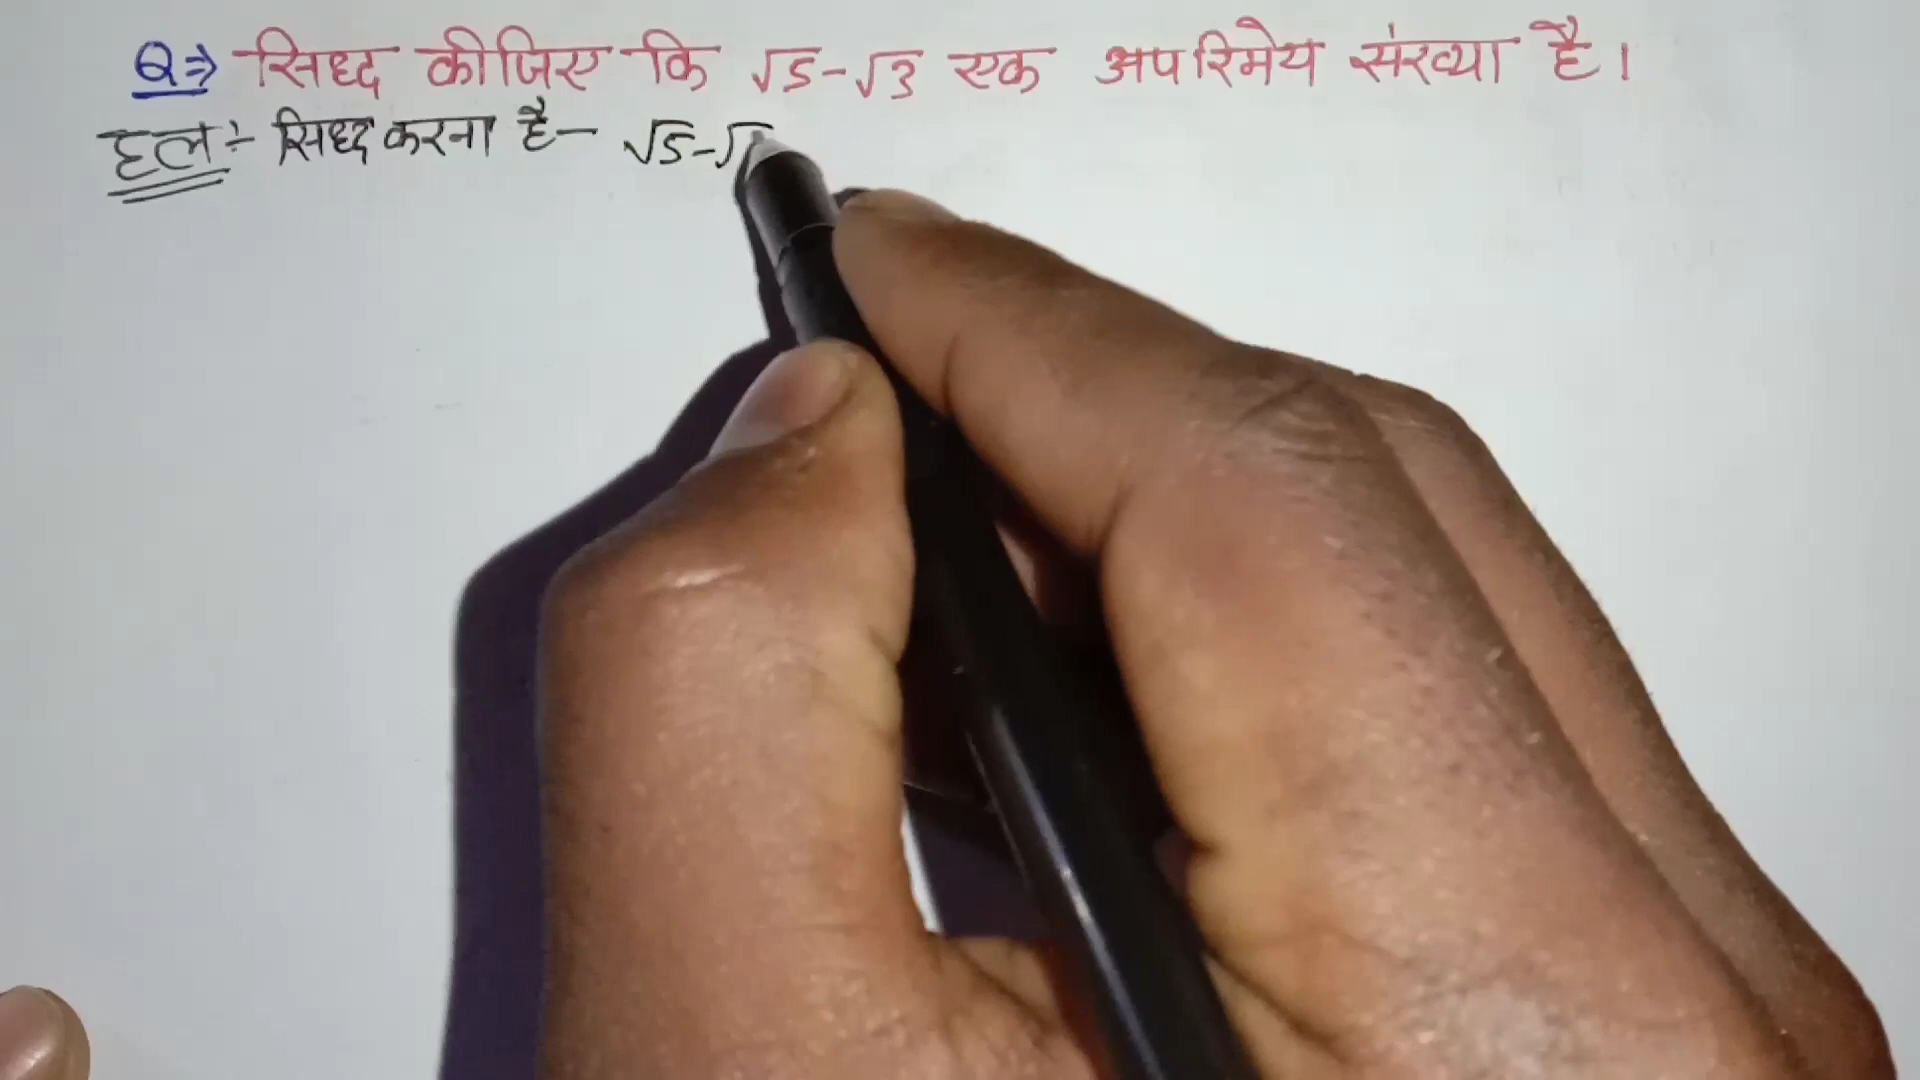 Q⇒ सिध्द कीजिए कि √5-√3 एक अपरिमेय संख्या है।
हल:- सिध्द करना है- √5-√